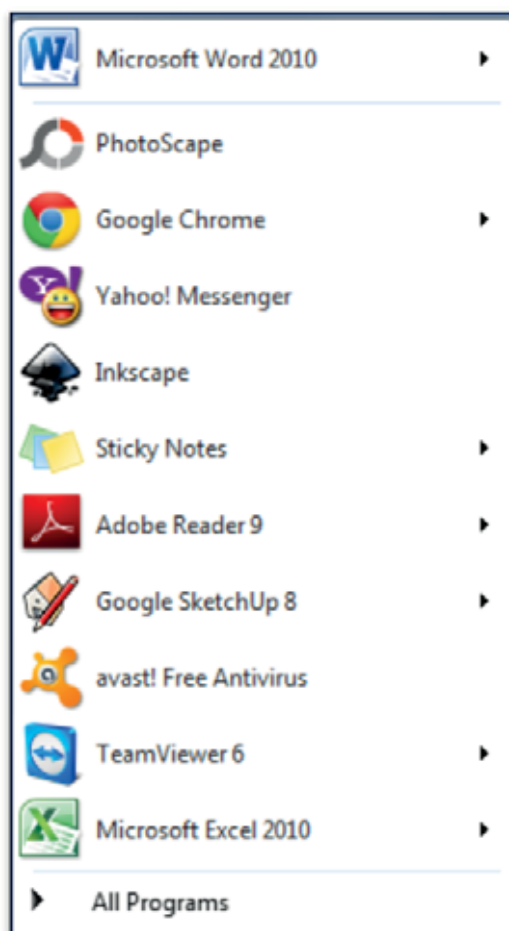 Microsoft Word 2010
PhotoScape
Google Chrome
Yahoo! Messenger
Inkscape
Sticky Notes
Adobe Reader 9
Google SketchUp 8
avast! Free Antivirus
TeamViewer 6
Microsoft Excel 2010
All Programs